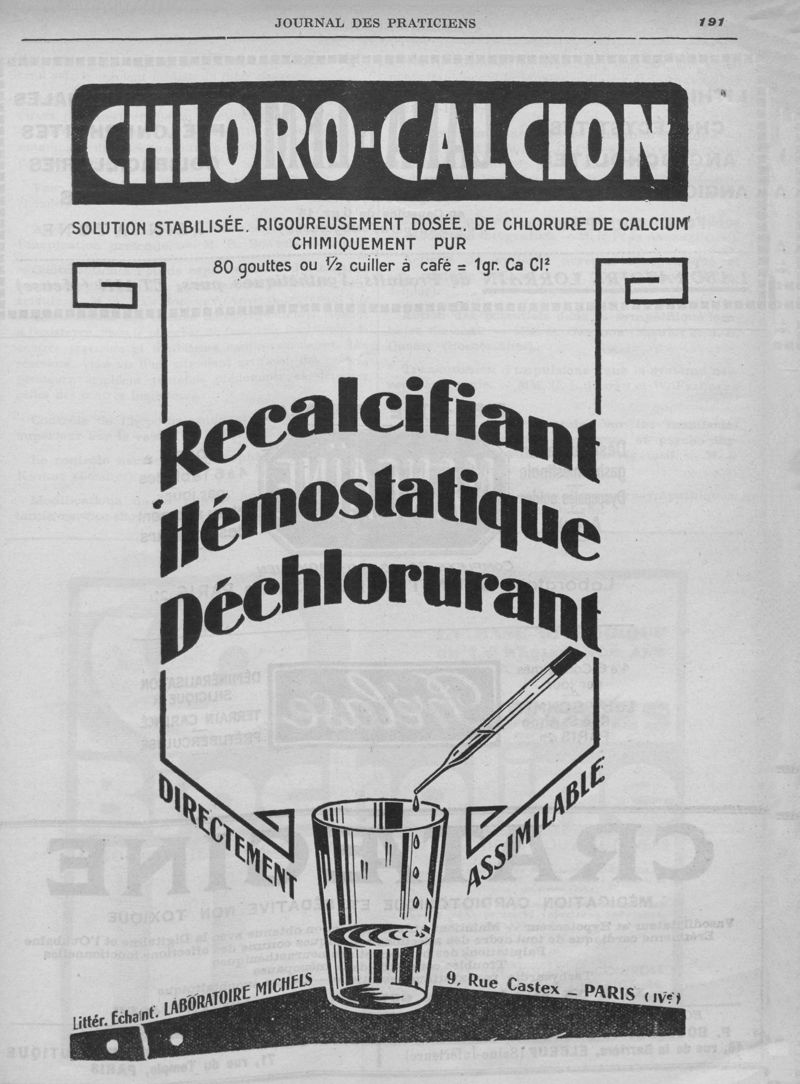 JOURNAL DES PRATICIENS 191
CHLORO-CALCION
SOLUTION STABILISÉE, RIGOUREUSEMENT DOSÉE, DE CHLORURE DE CALCIUM
CHIMIQUEMENT PUR
80 gouttes ou 1/2 cuiller à café = 1gr. Ca Cl²
Recalcifiant
Hémostatique
Déchlorurant
DIRECTEMENT
ASSIMILABLE
Littér. Échant. LABORATOIRE MICHELS
9, Rue Castex _ PARIS (IVe)